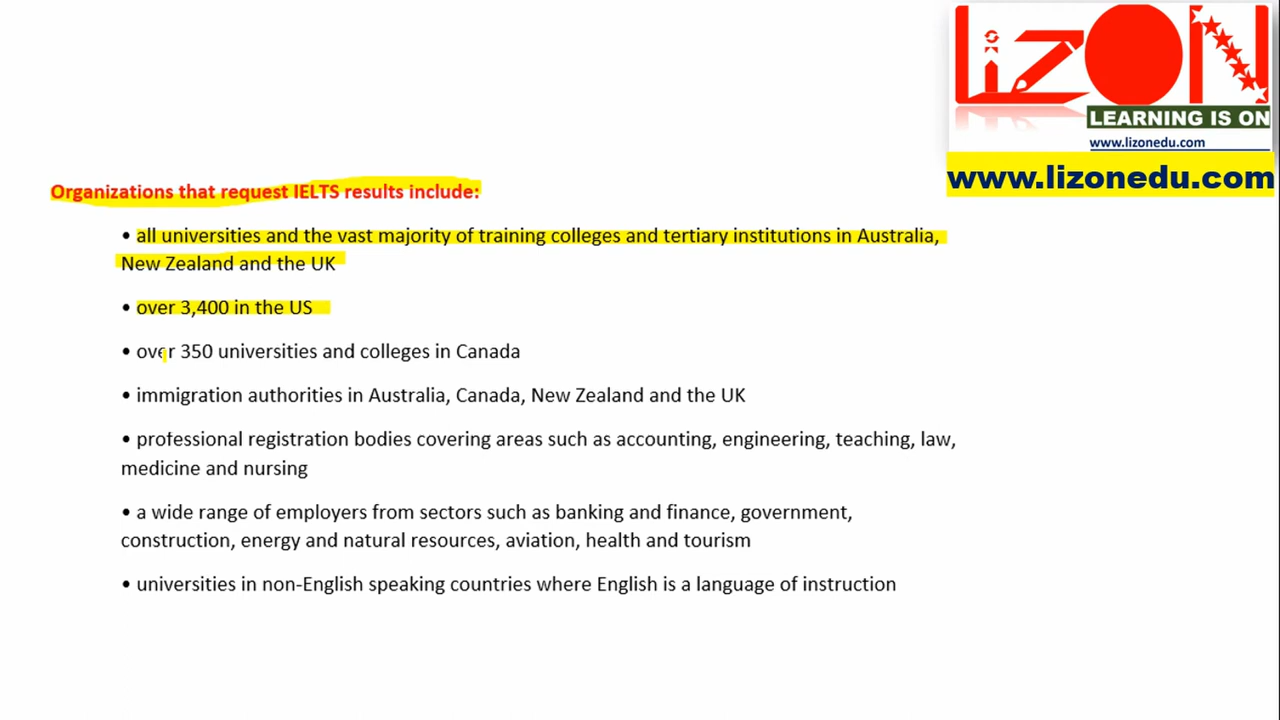 LiZON
LEARNING IS ON
www.lizonedu.com
www.lizonedu.com
Organizations that request IELTS results include:
• all universities and the vast majority of training colleges and tertiary institutions in Australia,
New Zealand and the UK
• over 3,400 in the US
• over 350 universities and colleges in Canada
• immigration authorities in Australia, Canada, New Zealand and the UK
• professional registration bodies covering areas such as accounting, engineering, teaching, law,
medicine and nursing
• a wide range of employers from sectors such as banking and finance, government,
construction, energy and natural resources, aviation, health and tourism
• universities in non-English speaking countries where English is a language of instruction